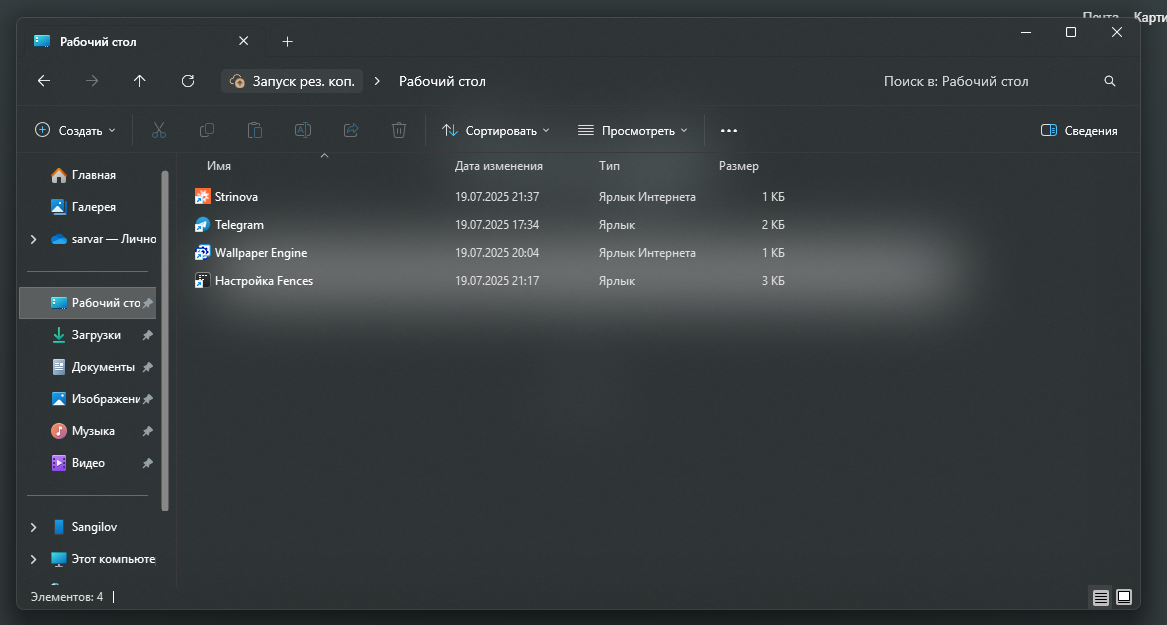 Почта Карти
Рабочий стол
Запуск рез. коп. Рабочий стол
Поиск в: Рабочий стол
Создать Сортировать Просмотреть Сведения
Главная
Галерея
sarvar — Лично
Рабочий сто
Загрузки
Документы
Изображени
Музыка
Видео
Sangilov
Этот компьюте
Имя Дата изменения Тип Размер
Strinova 19.07.2025 21:37 Ярлык Интернета 1 КБ
Telegram 19.07.2025 17:34 Ярлык 2 КБ
Wallpaper Engine 19.07.2025 20:04 Ярлык Интернета 1 КБ
Настройка Fences 19.07.2025 21:17 Ярлык 3 КБ
Элементов: 4